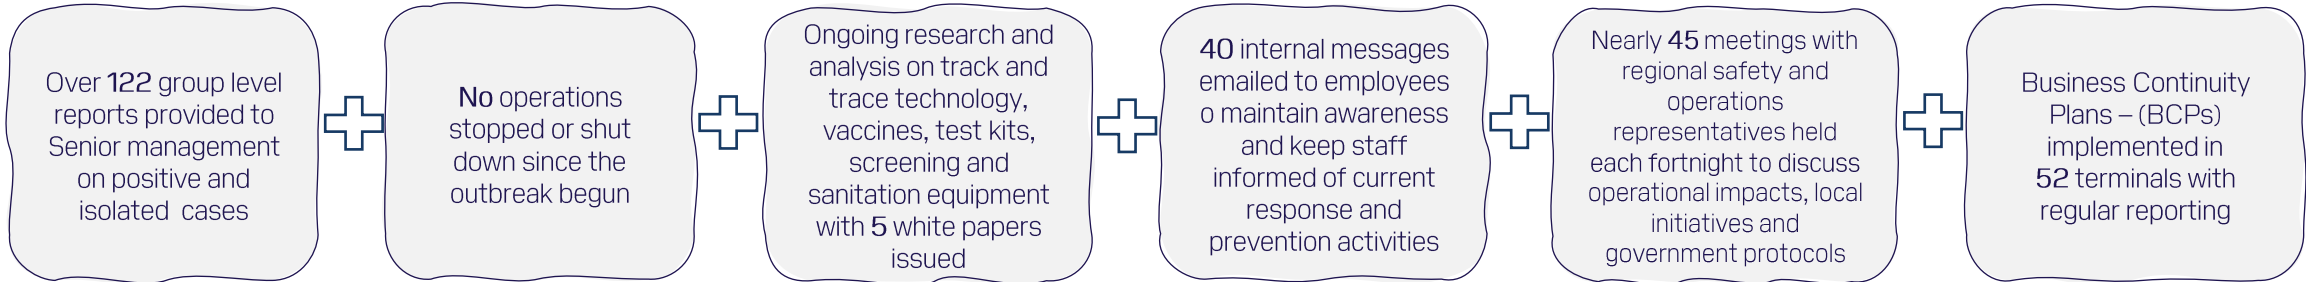 Over 122 group level
reports provided to
Senior management
on positive and
isolated cases
No operations
stopped or shut
down since the
outbreak begun
Ongoing research and
analysis on track and
trace technology,
vaccines, test kits,
screening and
sanitation equipment
with 5 white papers
issued
40 internal messages
emailed to employees
o maintain awareness
and keep staff
informed of current
response and
prevention activities
Nearly 45 meetings with
regional safety and
operations
representatives held
each fortnight to discuss
operational impacts, local
initiatives and
government protocols
Business Continuity
Plans – (BCPs)
implemented in
52 terminals with
regular reporting